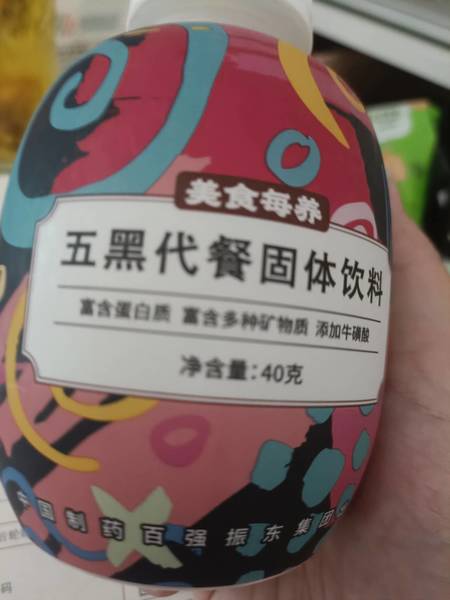 美食每养
五黑代餐固体饮料
富含蛋白质 富含多种矿物质 添加牛磺酸
净含量:40克
中国制药百强振东集团
码